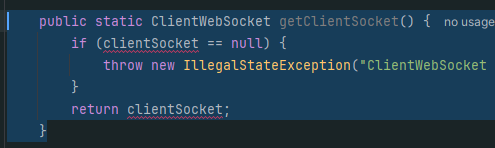 public static ClientWebSocket getClientSocket() { no usage
if (clientSocket == null) {
throw new IllegalStateException("ClientWebSocket
}
return clientSocket;
}